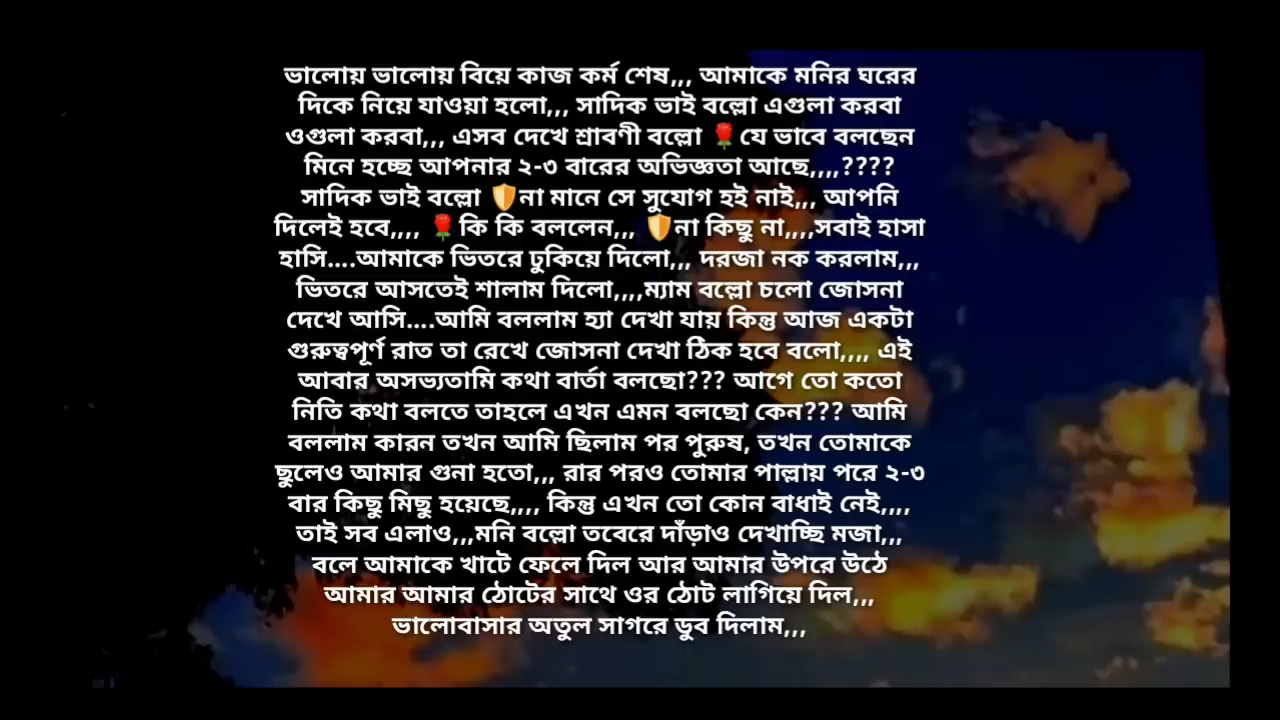 ভালোয় ভালোয় বিয়ে কাজ কর্ম শেষ,,, আমাকে মনির ঘরের
দিকে নিয়ে যাওয়া হলো,,, সাদিক ভাই বল্লো এগুলা করবা
ওগুলা করবা,,, এসব দেখে শ্রাবণী বল্লো 🌹যে ভাবে বলছেন
মিনে হচ্ছে আপনার ২-৩ বারের অভিজ্ঞতা আছে,,,,????
সাদিক ভাই বল্লো 🛡️না মানে সে সুযোগ হই নাই,,, আপনি
দিলেই হবে,,,, 🌹কি কি বললেন,,, 🛡️না কিছু না,,,,সবাই হাসা
হাসি....আমাকে ভিতরে ঢুকিয়ে দিলো,,, দরজা নক করলাম,,,
ভিতরে আসতেই শালাম দিলো,,,,ম্যাম বল্লো চলো জোসনা
দেখে আসি....আমি বললাম হ্যা দেখা যায় কিন্তু আজ একটা
গুরুত্বপূর্ণ রাত তা রেখে জোসনা দেখা ঠিক হবে বলো,,,, এই
আবার অসভ্যতামি কথা বার্তা বলছো??? আগে তো কতো
নিতি কথা বলতে তাহলে এখন এমন বলছো কেন??? আমি
বললাম কারন তখন আমি ছিলাম পর পুরুষ, তখন তোমাকে
ছুলেও আমার গুনা হতো,,, রার পরও তোমার পাল্লায় পরে ২-৩
বার কিছু মিছু হয়েছে,,,, কিন্তু এখন তো কোন বাধাই নেই,,,,
তাই সব এলাও,,,মনি বল্লো তবেরে দাঁড়াও দেখাচ্ছি মজা,,,
বলে আমাকে খাটে ফেলে দিল আর আমার উপরে উঠে
আমার আমার ঠোটের সাথে ওর ঠোট লাগিয়ে দিল,,,
ভালোবাসার অতুল সাগরে ডুব দিলাম,,,